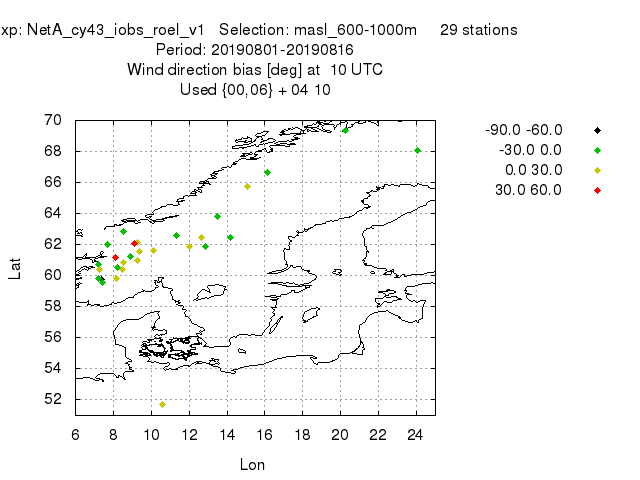 xp: NetA_cy43_iobs_roel_v1 Selection: masl_600-1000m 29 stations
Period: 20190801-20190816
Wind direction bias [deg] at 10 UTC
Used {00,06} + 04 10
-90.0 -60.0
-30.0 0.0
0.0 30.0
30.0 60.0
70
68
66
64
62
60
58
56
54
52
Lat
6 8 10 12 14 16 18 20 22 24
Lon